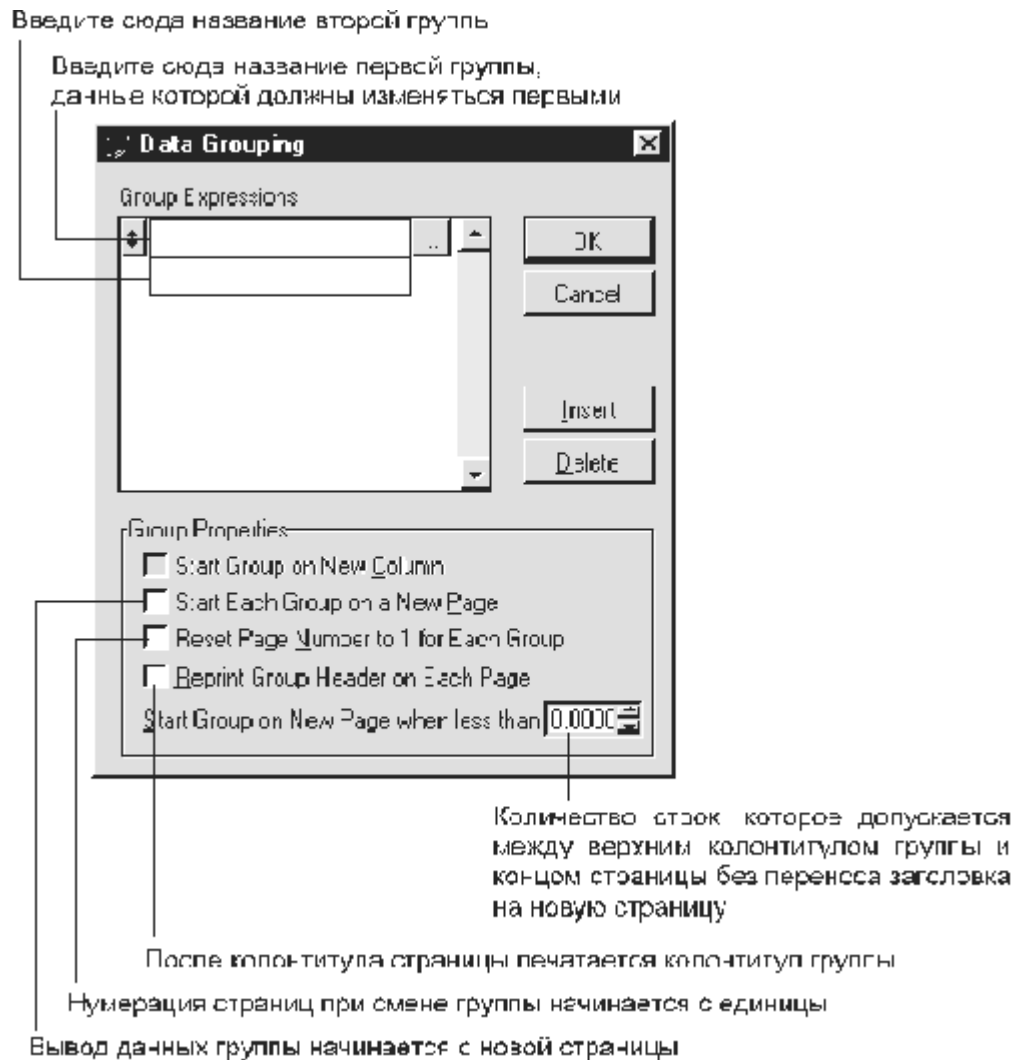 Введите сюда название второй группы
Введите сюда название первой группы,
данные которой должны изменяться первыми
Data Grouping
Group Expressions
..
OK
Cancel
Insert
Delete
Group Properties
Start Group on New Column
Start Each Group on a New Page
Reset Page Number to 1 for Each Group
Reprint Group Header on Each Page
Start Group on New Page when less than 0.0000
Количество строк которое допускается
между верхним колонтитулом группы и
концом страницы без переноса заголовка
на новую страницу
После колонтитула страницы печатается колонтитул группы
Нумерация страниц при смене группы начинается с единицы
Вывод данных группы начинается с новой страницы